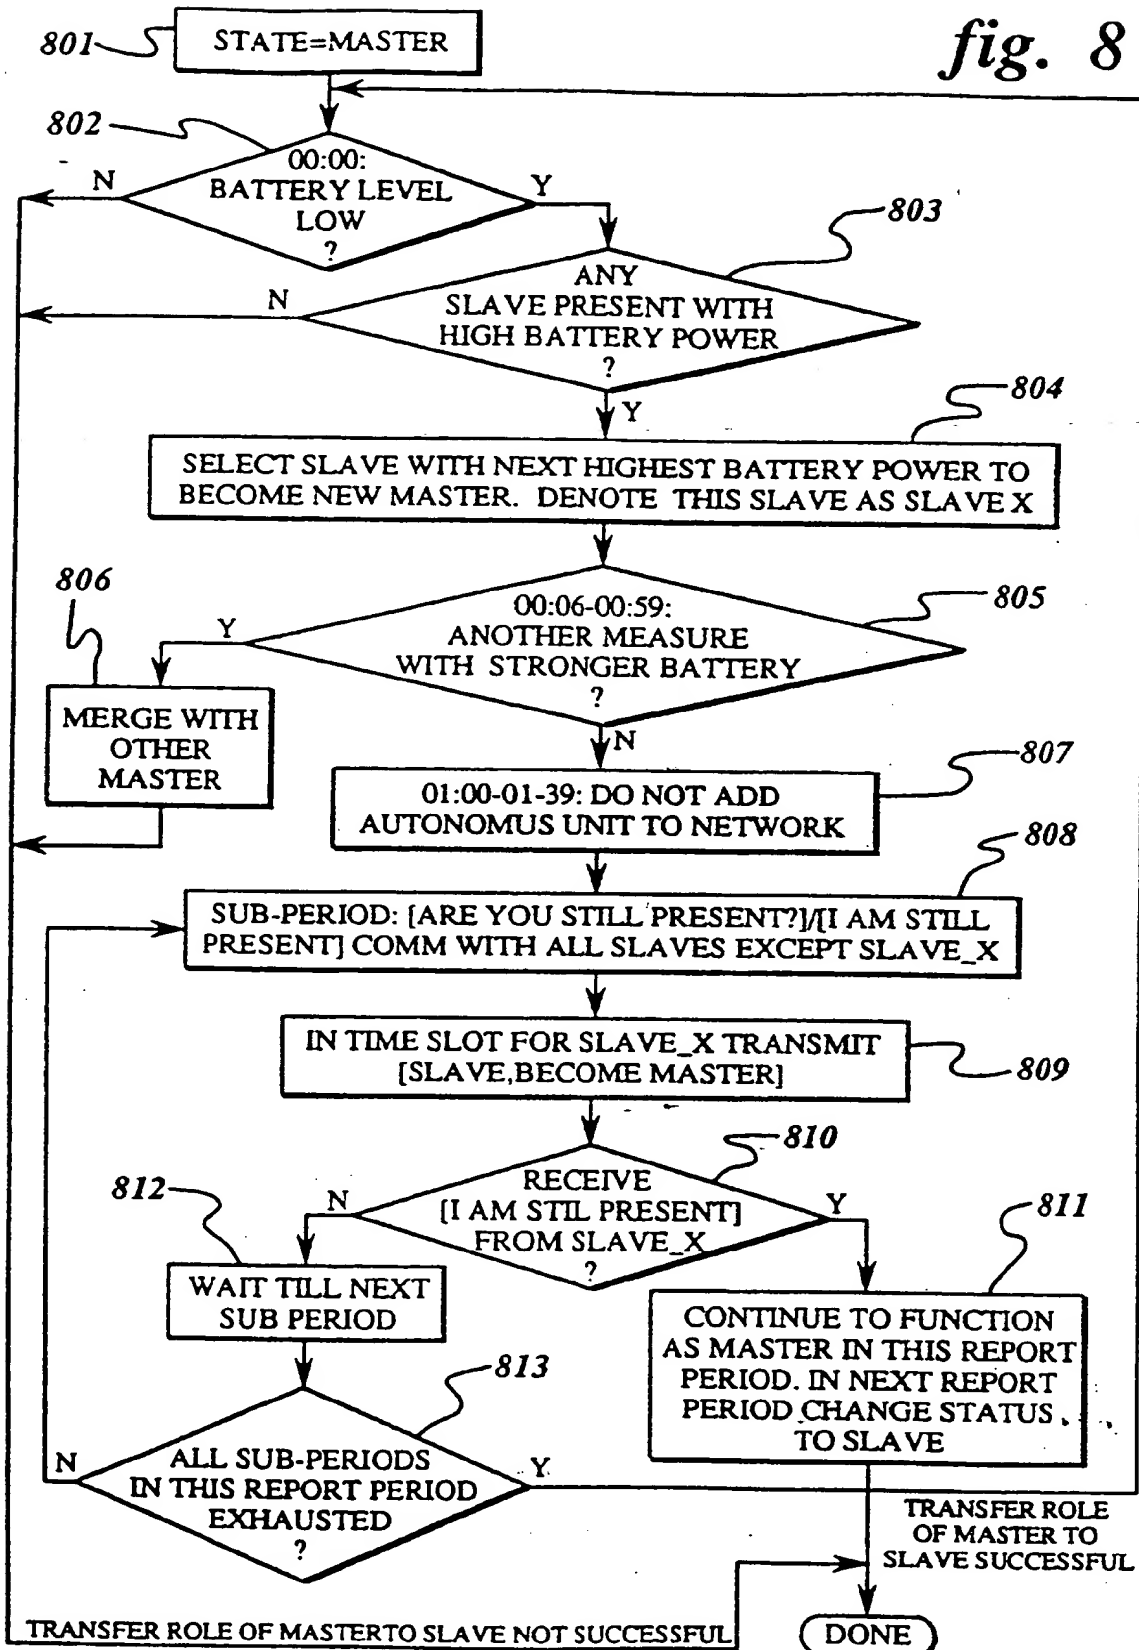 fig. 8
801
STATE=MASTER
802
00:00:
BATTERY LEVEL
LOW
?
N
Y
803
ANY
SLAVE PRESENT WITH
HIGH BATTERY POWER
?
N
Y
804
SELECT SLAVE WITH NEXT HIGHEST BATTERY POWER TO
BECOME NEW MASTER. DENOTE THIS SLAVE AS SLAVE X
805
00:06-00:59:
ANOTHER MEASURE
WITH STRONGER BATTERY
?
Y
N
806
MERGE WITH
OTHER
MASTER
807
01:00-01-39: DO NOT ADD
AUTONOMUS UNIT TO NETWORK
808
SUB-PERIOD: [ARE YOU STILL PRESENT?]/[I AM STILL
PRESENT] COMM WITH ALL SLAVES EXCEPT SLAVE_X
IN TIME SLOT FOR SLAVE_X TRANSMIT
[SLAVE,BECOME MASTER]
809
810
RECEIVE
[I AM STIL PRESENT]
FROM SLAVE_X
?
N
Y
812
WAIT TILL NEXT
SUB PERIOD
811
CONTINUE TO FUNCTION
AS MASTER IN THIS REPORT
PERIOD. IN NEXT REPORT
PERIOD CHANGE STATUS
TO SLAVE
813
ALL SUB-PERIODS
IN THIS REPORT PERIOD
EXHAUSTED
?
N
Y
TRANSFER ROLE
OF MASTER TO
SLAVE SUCCESSFUL
TRANSFER ROLE OF MASTERTO SLAVE NOT SUCCESSFUL
DONE